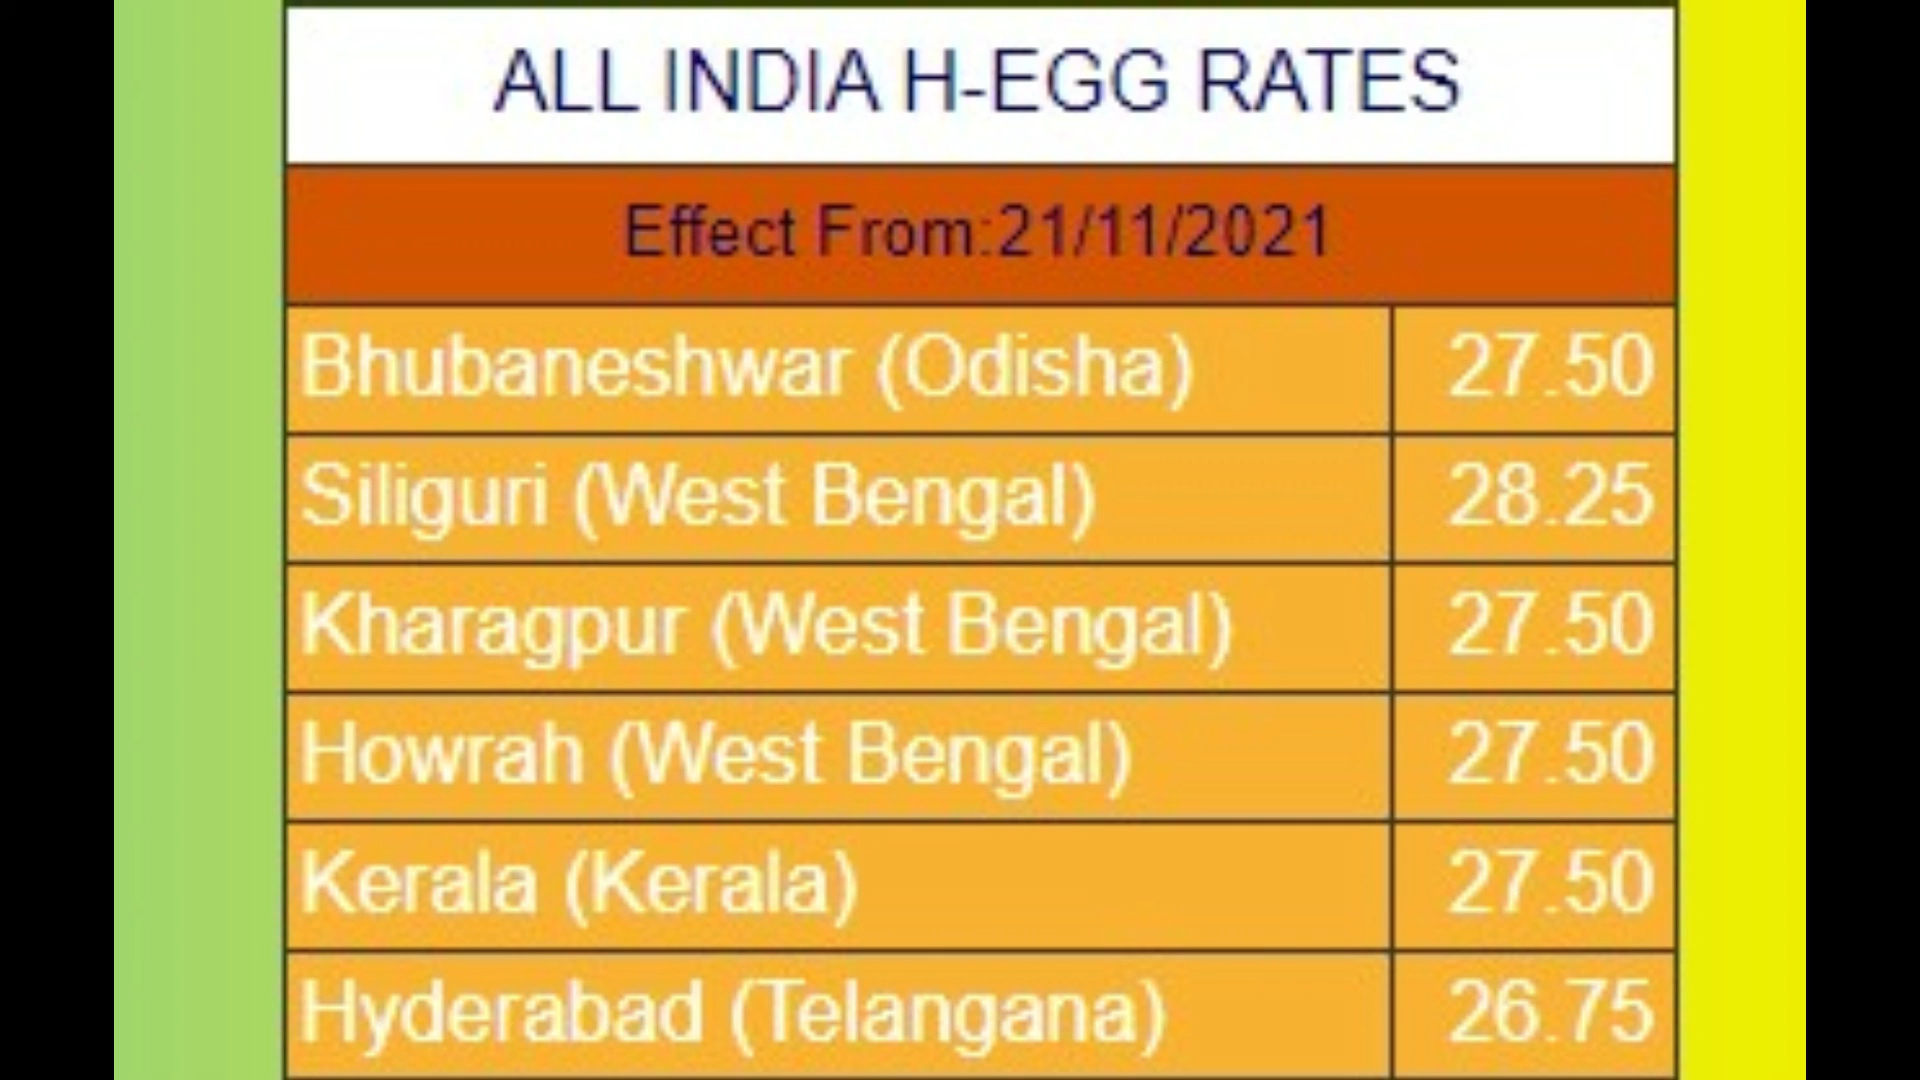 ALL INDIA H-EGG RATES
Effect From:21/11/2021
Bhubaneshwar (Odisha) 27.50
Siliguri (West Bengal) 28.25
Kharagpur (West Bengal) 27.50
Howrah (West Bengal) 27.50
Kerala (Kerala) 27.50
Hyderabad (Telangana) 26.75